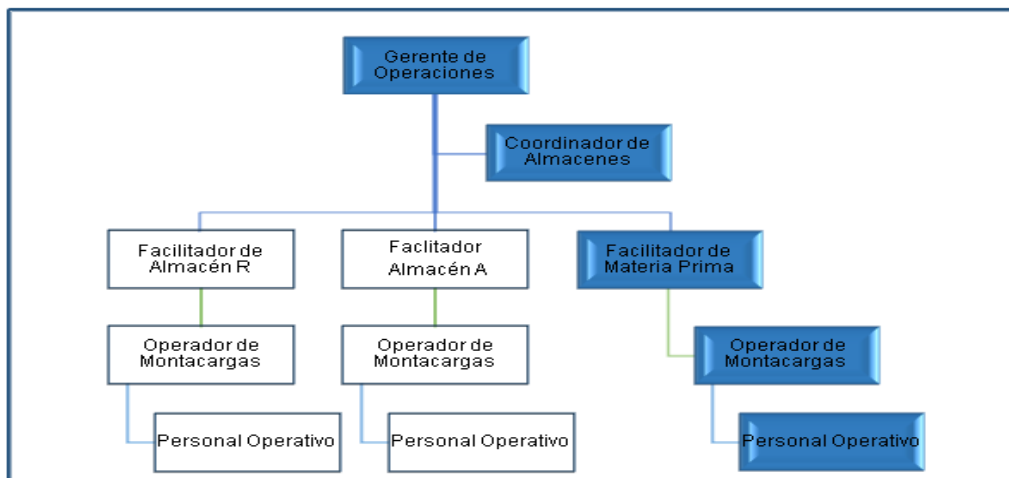 Gerente de
Operaciones
Coordinador de
Almacenes
Facilitador de
Almacén R
Faclitador
Almacén A
Facilitador de
Materia Prima
Operador de
Montacargas
Operador de
Montacargas
Operador de
Montacargas
Personal Operativo
Personal Operativo
Personal Operativo